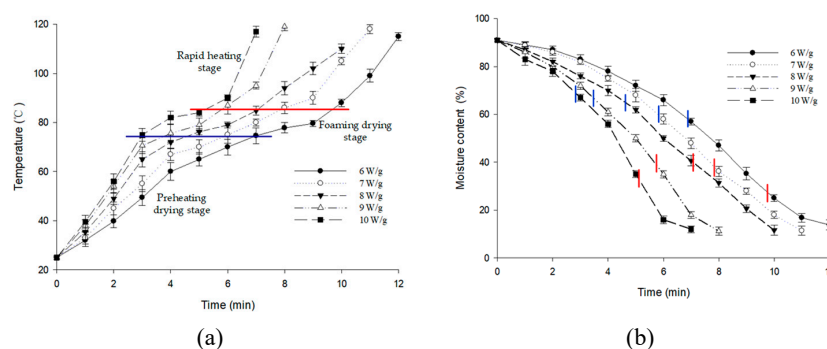 120
100
80
60
40
20
Temperature (℃)
Rapid heating
stage
Foaming drying
stage
Preheating
drying stage
6 W/g
7 W/g
8 W/g
9 W/g
10 W/g
0 2 4 6 8 10 12
Time (min)
(a)
100
80
60
40
20
0
Moisture content (%)
6 W/g
7 W/g
8 W/g
9 W/g
10 W/g
0 2 4 6 8 10 12
Time (min)
(b)